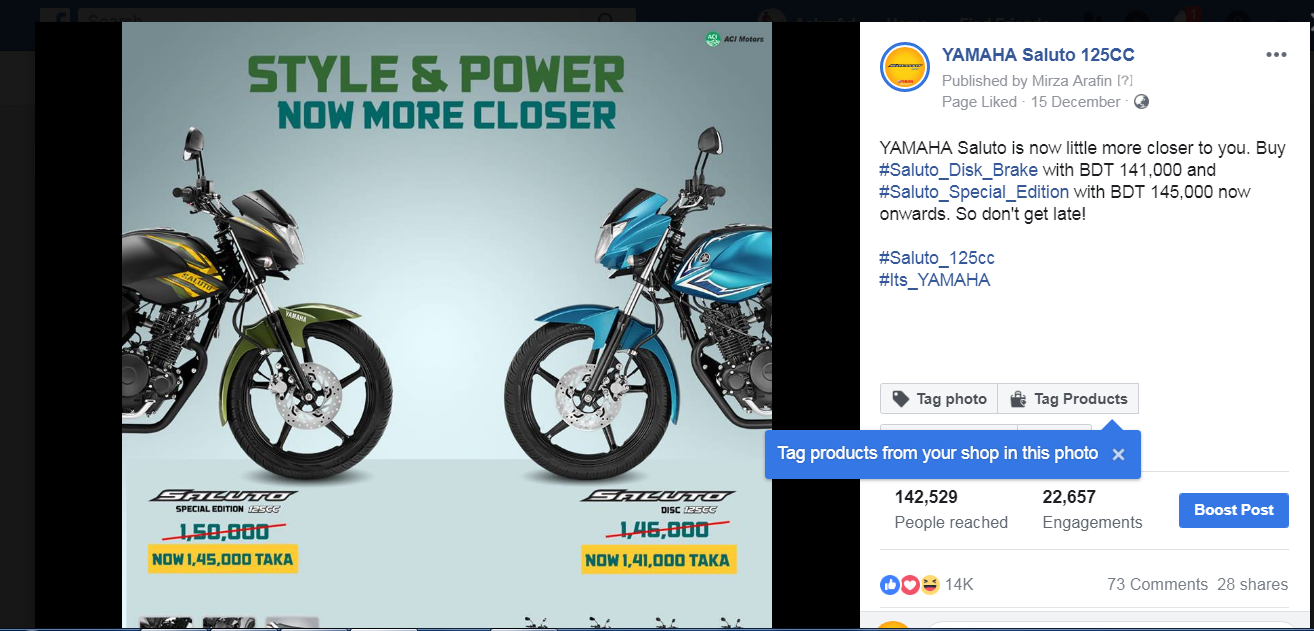 ACI ACI Motors
STYLE & POWER
NOW MORE CLOSER
SALUTO
YAMAHA
SALUTO
SPECIAL EDITION 125CC
1,50,000
NOW 1,45,000 TAKA
SALUTO
DISC 125CC
1,46,000
NOW 1,41,000 TAKA
YAMAHA Saluto 125CC
Published by Mirza Arafin [?]
Page Liked · 15 December ·
YAMAHA Saluto is now little more closer to you. Buy
#Saluto_Disk_Brake with BDT 141,000 and
#Saluto_Special_Edition with BDT 145,000 now
onwards. So don't get late!
#Saluto_125cc
#Its_YAMAHA
Tag photo Tag Products
Tag products from your shop in this photo ×
142,529 22,657
People reached Engagements
Boost Post
14K 73 Comments 28 shares